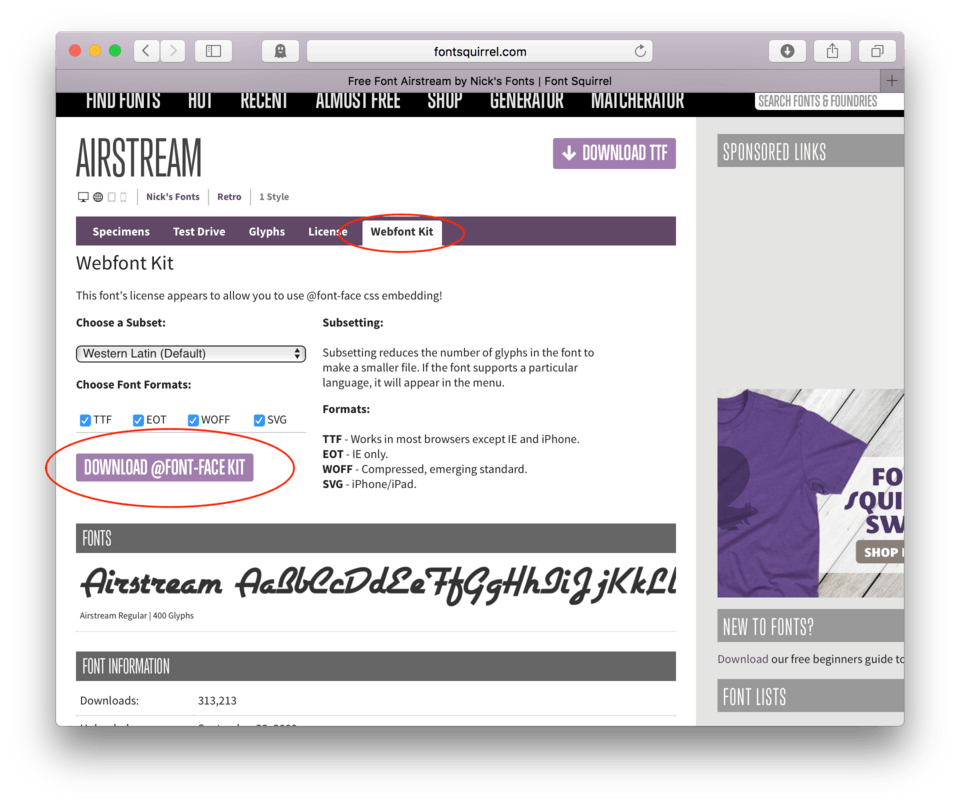 fontsquirrel.com
Free Font Airstream by Nick's Fonts | Font Squirrel
FIND FONTS HOT RECENT ALMOST FREE SHOP GENERATOR MATCHERATOR SEARCH FONTS & FOUNDRIES
AIRSTREAM
DOWNLOAD TTF
Nick's Fonts Retro 1 Style
Specimens Test Drive Glyphs License Webfont Kit
Webfont Kit
This font's license appears to allow you to use @font-face css embedding!
Choose a Subset:
Western Latin (Default)
Choose Font Formats:
TTF EOT WOFF SVG
DOWNLOAD @FONT-FACE KIT
Subsetting:
Subsetting reduces the number of glyphs in the font to
make a smaller file. If the font supports a particular
language, it will appear in the menu.
Formats:
TTF - Works in most browsers except IE and iPhone.
EOT - IE only.
WOFF - Compressed, emerging standard.
SVG - iPhone/iPad.
FONTS
Airstream AaBbCcDdEeFfGgHhIiJjKkLl
Airstream Regular | 400 Glyphs
FONT INFORMATION
Downloads: 313,213
SPONSORED LINKS
FO
SQUI
SW
SHOP
NEW TO FONTS?
Download our free beginners guide to
FONT LISTS